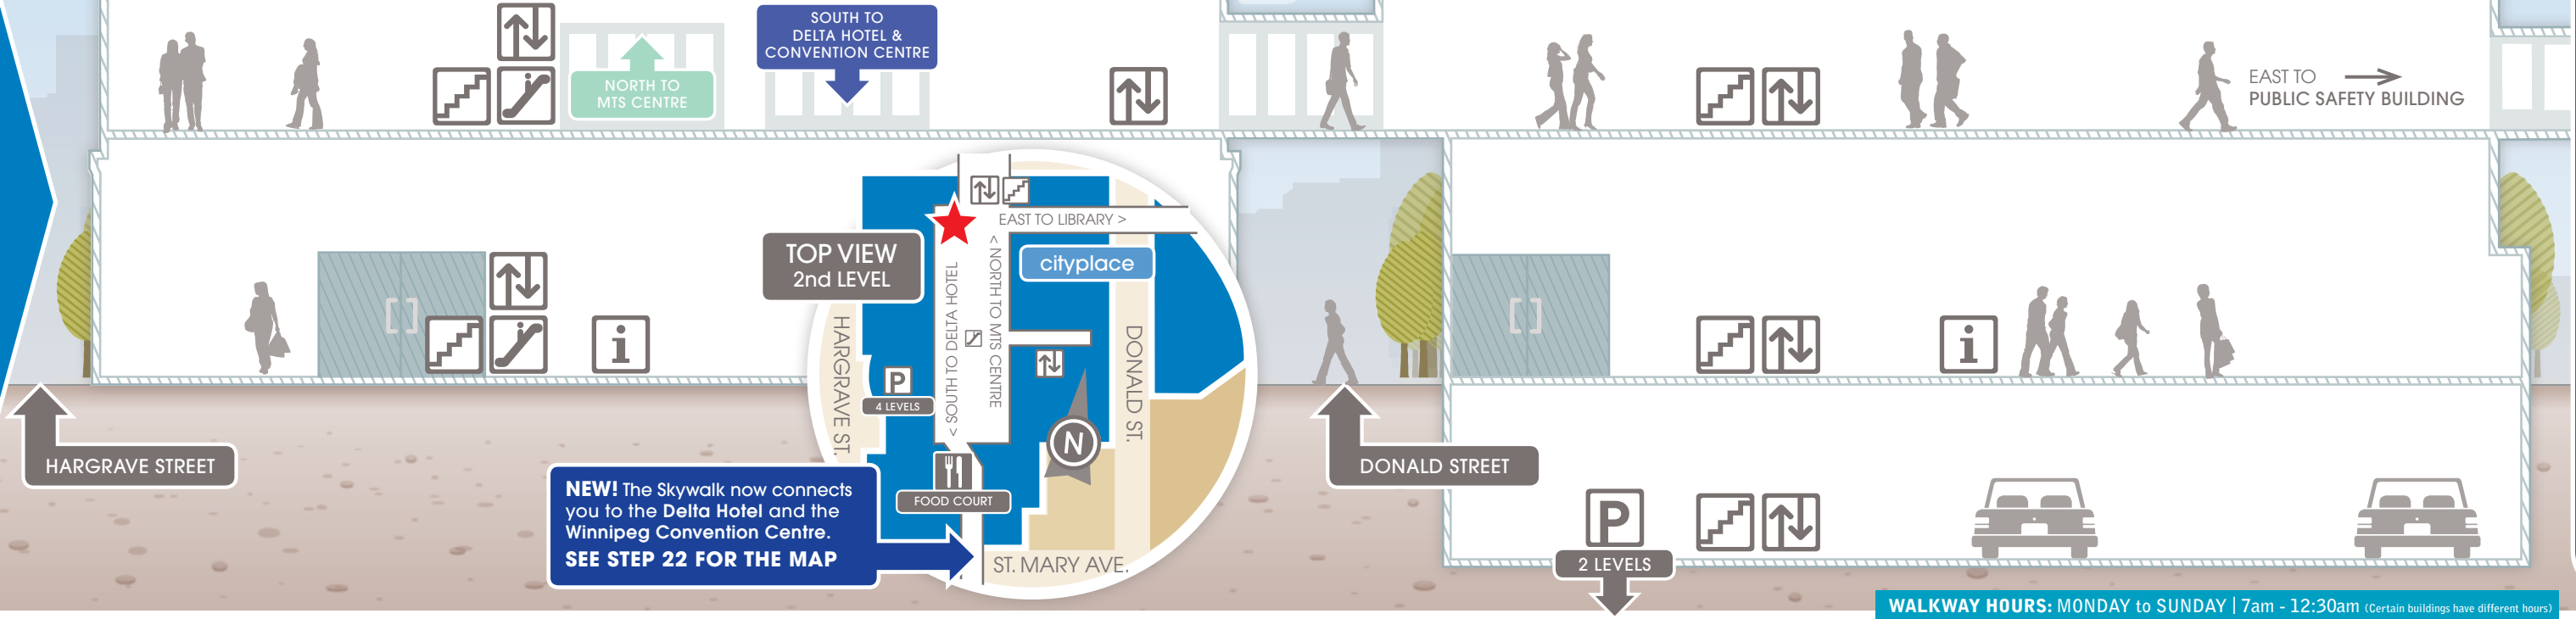 SOUTH TO
DELTA HOTEL &
CONVENTION CENTRE
NORTH TO
MTS CENTRE
EAST TO
PUBLIC SAFETY BUILDING
TOP VIEW
2nd LEVEL
EAST TO LIBRARY >
cityplace
< NORTH TO MTS CENTRE
< SOUTH TO DELTA HOTEL
HARGRAVE ST.
DONALD ST.
P
4 LEVELS
N
FOOD COURT
ST. MARY AVE.
i
i
HARGRAVE STREET
DONALD STREET
NEW! The Skywalk now connects
you to the Delta Hotel and the
Winnipeg Convention Centre.
SEE STEP 22 FOR THE MAP
P
2 LEVELS
WALKWAY HOURS: MONDAY to SUNDAY | 7am - 12:30am (Certain buildings have different hours)